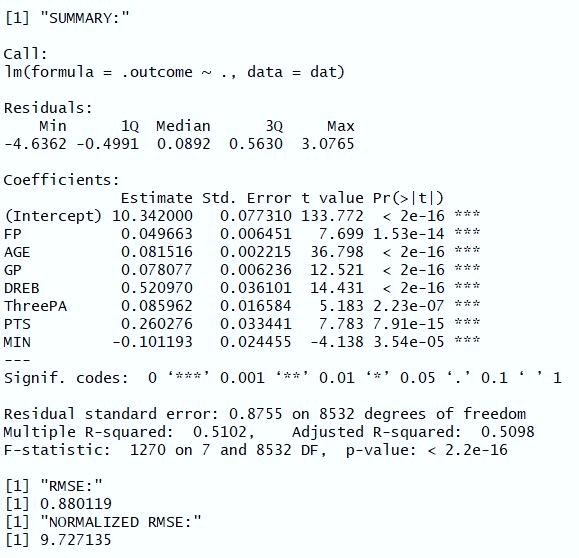 [1] "SUMMARY:"

Call:
lm(formula = .outcome ~ ., data = dat)

Residuals:
    Min      1Q  Median      3Q     Max
-4.6362 -0.4991  0.0892  0.5630  3.0765

Coefficients:
             Estimate Std. Error t value Pr(>|t|)
(Intercept) 10.342000   0.077310 133.772  < 2e-16 ***
FP           0.049663   0.006451   7.699 1.53e-14 ***
AGE          0.081516   0.002215  36.798  < 2e-16 ***
GP           0.078077   0.006236  12.521  < 2e-16 ***
DREB         0.520970   0.036101  14.431  < 2e-16 ***
ThreePA      0.085962   0.016584   5.183 2.23e-07 ***
PTS          0.260276   0.033441   7.783 7.91e-15 ***
MIN         -0.101193   0.024455  -4.138 3.54e-05 ***
---
Signif. codes:  0 ‘***’ 0.001 ‘**’ 0.01 ‘*’ 0.05 ‘.’ 0.1 ‘ ’ 1

Residual standard error: 0.8755 on 8532 degrees of freedom
Multiple R-squared:  0.5102,    Adjusted R-squared:  0.5098
F-statistic:  1270 on 7 and 8532 DF,  p-value: < 2.2e-16

[1] "RMSE:"
[1] 0.880119
[1] "NORMALIZED RMSE:"
[1] 9.727135